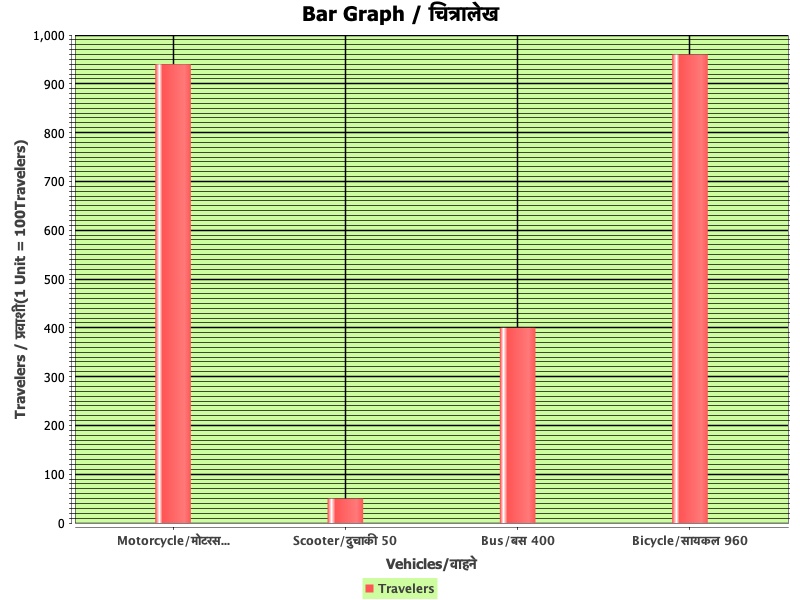 Bar Graph / चित्रालेख
Travelers / प्रवाशी(1 Unit = 100Travelers)
1,000
900
800
700
600
500
400
300
200
100
0
Motorcycle/मोटरस... Scooter/दुचाकी 50 Bus/बस 400 Bicycle/सायकल 960
Vehicles/वाहने
Travelers